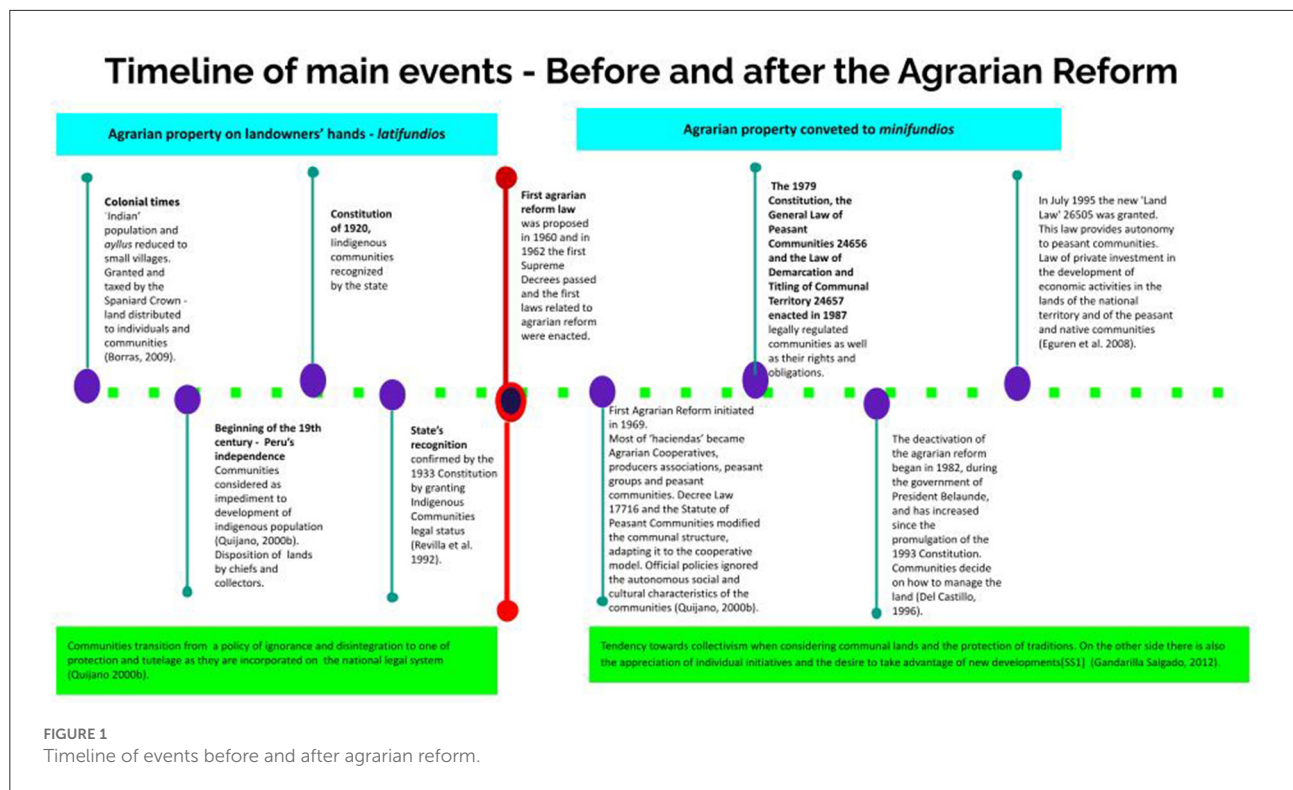 Timeline of main events - Before and after the Agrarian Reform
Agrarian property on landowners' hands - latifundios
Agrarian property conveted to minifundios
Colonial times
'Indian'
population and
ayllus reduced to
small villages.
Granted and
taxed by the
Spaniard Crown -
land distributed
to individuals and
communities
(Borras, 2009).
Constitution
of 1920,
Iindigenous
communities
recognized
by the state
First agrarian
reform law
was proposed
in 1960 and in
1962 the first
Supreme
Decrees passed
and the first
laws related to
agrarian reform
were enacted.
The 1979
Constitution, the
General Law of
Peasant
Communities 24656
and the Law of
Demarcation and
Titling of Communal
Territory 24657
enacted in 1987
legally regulated
communities as well
as their rights and
obligations.
In July 1995 the new 'Land
Law' 26505 was granted.
This law provides autonomy
to peasant communities.
Law of private investment in
the development of
economic activities in the
lands of the national
territory and of the peasant
and native communities
(Eguren et al. 2008).
Beginning of the 19th
century - Peru's
independence
Communities
considered as
impediment to
development of
indigenous population
(Quijano, 2000b).
Disposition of lands
by chiefs and
collectors.
State's
recognition
confirmed by the
1933 Constitution
by granting
Indigenous
Communities
legal status
(Revilla et al.
1992).
First Agrarian Reform initiated
in 1969.
Most of 'haciendas' became
Agrarian Cooperatives,
producers associations, peasant
groups and peasant
communities. Decree Law
17716 and the Statute of
Peasant Communities modified
the communal structure,
adapting it to the cooperative
model. Official policies ignored
the autonomous social and
cultural characteristics of the
communities (Quijano, 2000b).
The deactivation of
the agrarian reform
began in 1982, during
the government of
President Belaunde,
and has increased
since the
promulgation of the
1993 Constitution.
Communities decide
on how to manage the
land (Del Castillo,
1996).
Communities transition from a policy of ignorance and disintegration to one of
protection and tutelage as they are incorporated on the national legal system
(Quijano 2000b).
Tendency towards collectivism when considering communal lands and the protection of traditions. On the other side there is also
the appreciation of individual initiatives and the desire to take advantage of new developments[SS1] (Gandarilla Salgado, 2012).
FIGURE 1
Timeline of events before and after agrarian reform.